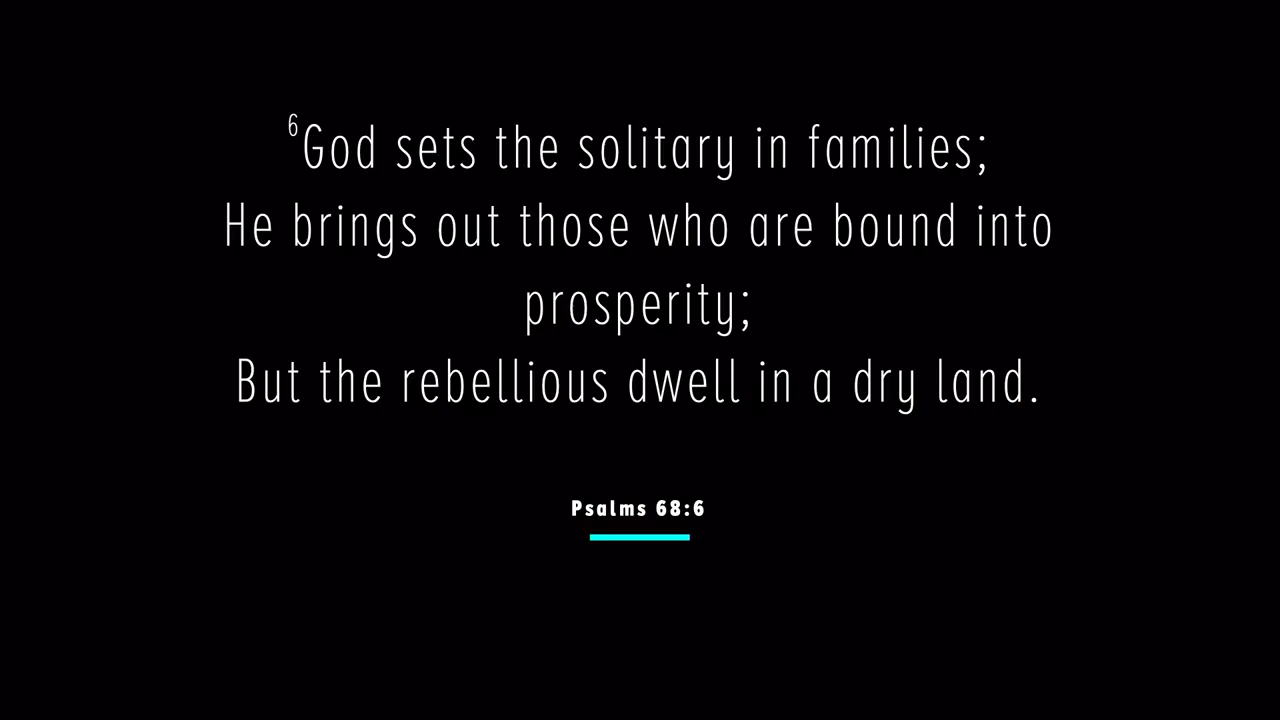 6God sets the solitary in families;
He brings out those who are bound into
prosperity;
But the rebellious dwell in a dry land.
Psalms 68:6